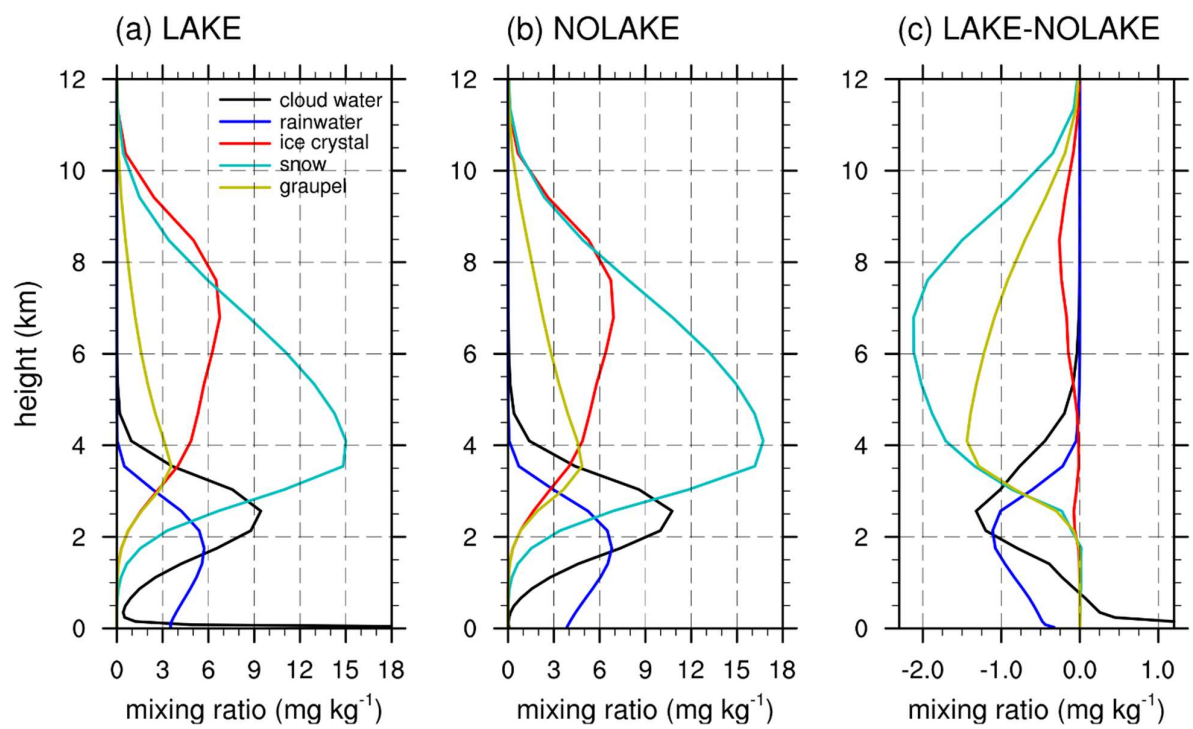 (a) LAKE
(b) NOLAKE
(c) LAKE-NOLAKE
height (km)
12
10
8
6
4
2
0
cloud water
rainwater
ice crystal
snow
graupel
0 3 6 9 12 15 18
mixing ratio (mg kg⁻¹)
12
10
8
6
4
2
0
0 3 6 9 12 15 18
mixing ratio (mg kg⁻¹)
12
10
8
6
4
2
0
-2.0 -1.0 0.0 1.0
mixing ratio (mg kg⁻¹)